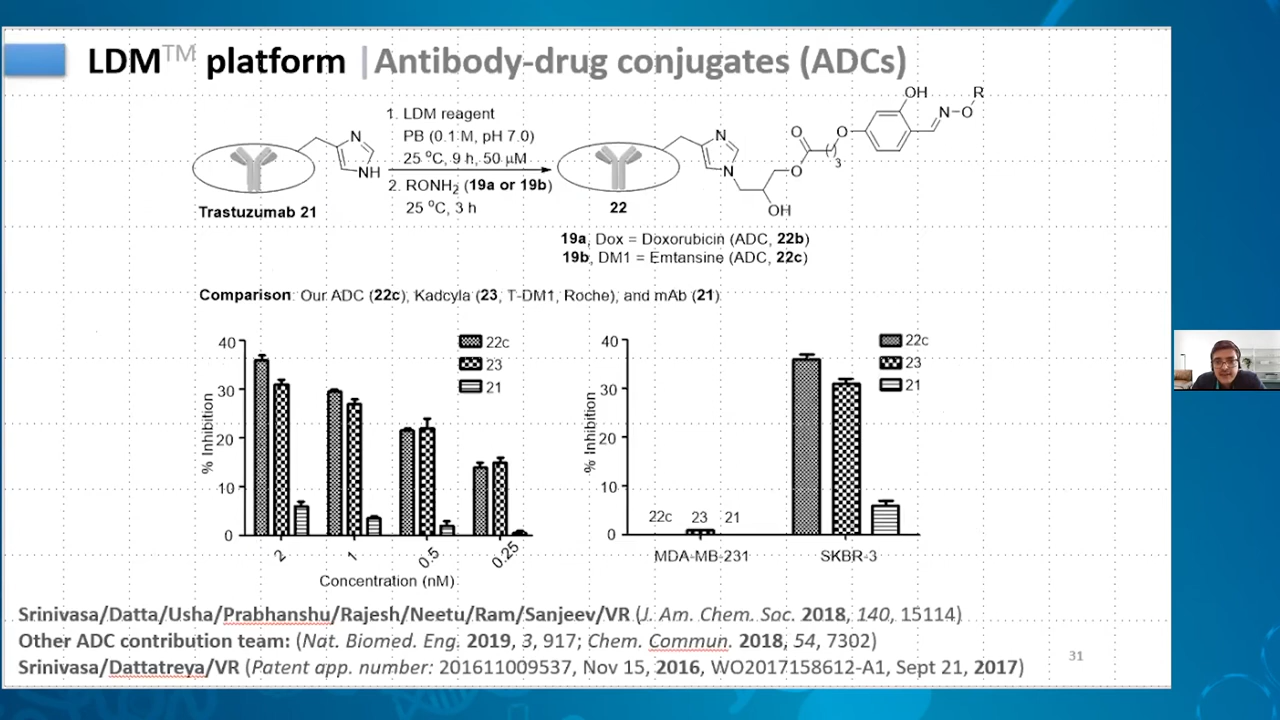 LDM™ platform |Antibody-drug conjugates (ADCs)
1. LDM reagent
PB (0.1 M, pH 7.0)
25 °C, 9 h, 50 µM
2. RONH2 (19a or 19b)
25 °C, 3 h
N
NH
Trastuzumab 21
22
N
N
OH
O
O
O
3
OH
N
O
R
19a, Dox = Doxorubicin (ADC, 22b)
19b, DM1 = Emtansine (ADC, 22c)
Comparison: Our ADC (22c), Kadcyla (23, T-DM1, Roche), and mAb (21)
% Inhibition
40
30
20
10
0
22c
23
21
2
1
0.5
0.25
Concentration (nM)
% Inhibition
40
30
20
10
0
22c
23
21
22c 23 21
MDA-MB-231
SKBR-3
Srinivasa/Datta/Usha/Prabhanshu/Rajesh/Neetu/Ram/Sanjeev/VR (J. Am. Chem. Soc. 2018, 140, 15114)
Other ADC contribution team: (Nat. Biomed. Eng. 2019, 3, 917; Chem. Commun. 2018, 54, 7302)
Srinivasa/Dattatreya/VR (Patent app. number: 201611009537, Nov 15, 2016, WO2017158612-A1, Sept 21, 2017)
31